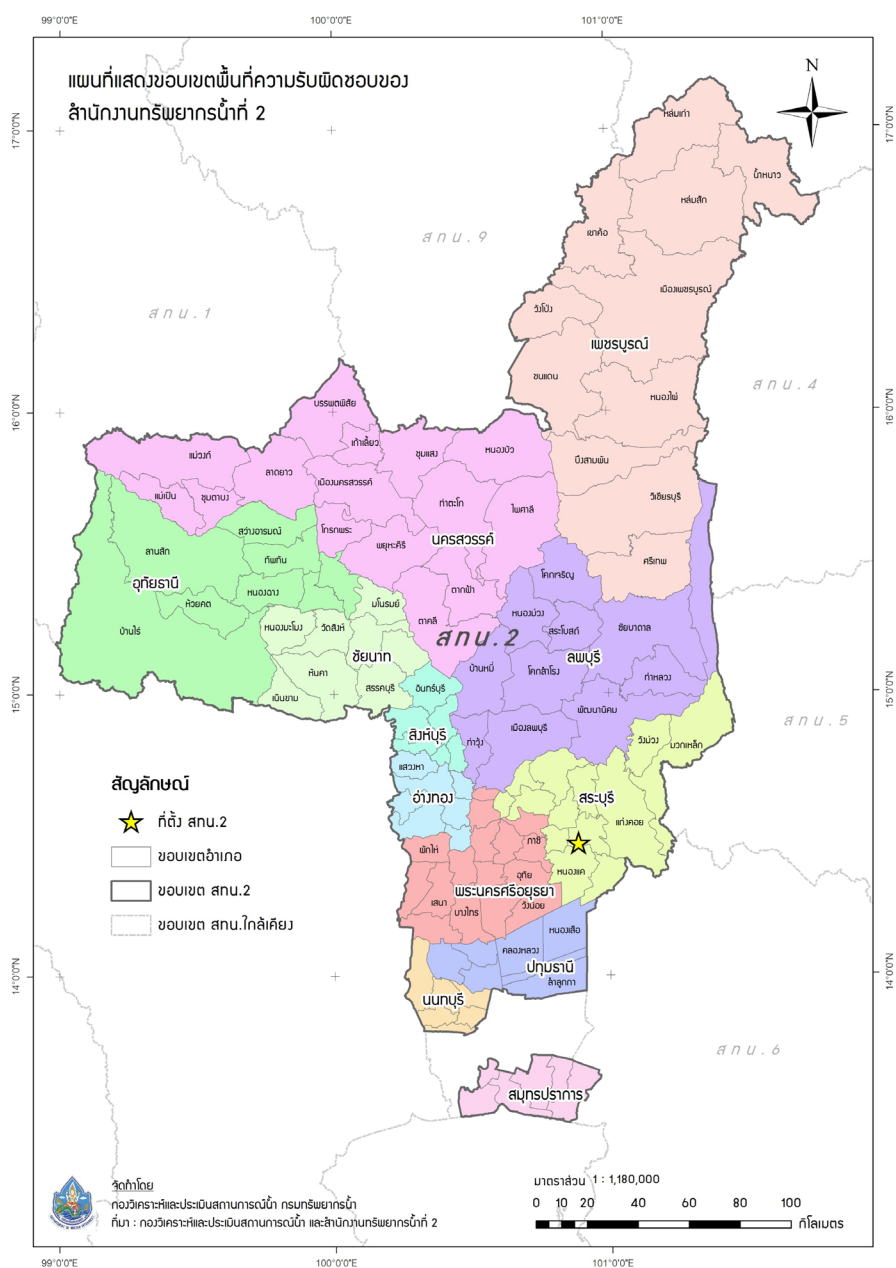 99°0'0"E
100°0'0"E
101°0'0"E
แผนที่แสดงขอบเขตพื้นที่ความรับผิดชอบของ
สำนักงานทรัพยากรน้ำที่ 2
N
17°0'0"N
17°0'0"N
หล่มเก่า
น้ำหนาว
หล่มสัก
เขาค้อ
สทน.9
เมืองเพชรบูรณ์
วังโป่ง
สทน.1
เพชรบูรณ์
ชนแดน
สทน.4
หนองไผ่
บรรพตพิสัย
16°0'0"N
16°0'0"N
เก้าเลี้ยว
แม่วงก์
ชุมแสง
หนองบัว
บึงสามพัน
ลาดยาว
เมืองนครสวรรค์
แม่เปิน
ชุมตาบง
ท่าตะโก
วิเชียรบุรี
ไพศาลี
สว่างอารมณ์
โกรกพระ
พยุหะคีรี
นครสวรรค์
ลานสัก
ทัพทัน
ศรีเทพ
อุทัยธานี
โคกเจริญ
ตากฟ้า
หนองฉาง
ห้วยคต
มโนรมย์
หนองม่วง
ตาคลี
บ้านไร่
หนองมะโมง
วัดสิงห์
สระโบสถ์
ชัยบาดาล
สทน.2
ชัยนาท
ลพบุรี
หันคา
บ้านหมี่
โคกสำโรง
ท่าหลวง
15°0'0"N
15°0'0"N
เนินขาม
สรรคบุรี
อินทร์บุรี
พัฒนานิคม
สทน.5
เมืองลพบุรี
สิงห์บุรี
ท่าวุ้ง
วังม่วง
มวกเหล็ก
แสวงหา
สัญลักษณ์
อ่างทอง
สระบุรี
ที่ตั้ง สทน.2
แก่งคอย
ภาชี
ผักไห่
ขอบเขตอำเภอ
หนองแค
อุทัย
พระนครศรีอยุธยา
ขอบเขต สทน.2
เสนา
บางไทร
วังน้อย
ขอบเขต สทน.ใกล้เคียง
หนองเสือ
คลองหลวง
ปทุมธานี
14°0'0"N
14°0'0"N
ลำลูกกา
นนทบุรี
สทน.6
สมุทรปราการ
จัดทำโดย
กองวิเคราะห์และประเมินสถานการณ์น้ำ กรมทรัพยากรน้ำ
ที่มา : กองวิเคราะห์และประเมินสถานการณ์น้ำ และสำนักงานทรัพยากรน้ำที่ 2
มาตราส่วน 1 : 1,180,000
0 10 20 40 60 80 100
กิโลเมตร
99°0'0"E
100°0'0"E
101°0'0"E